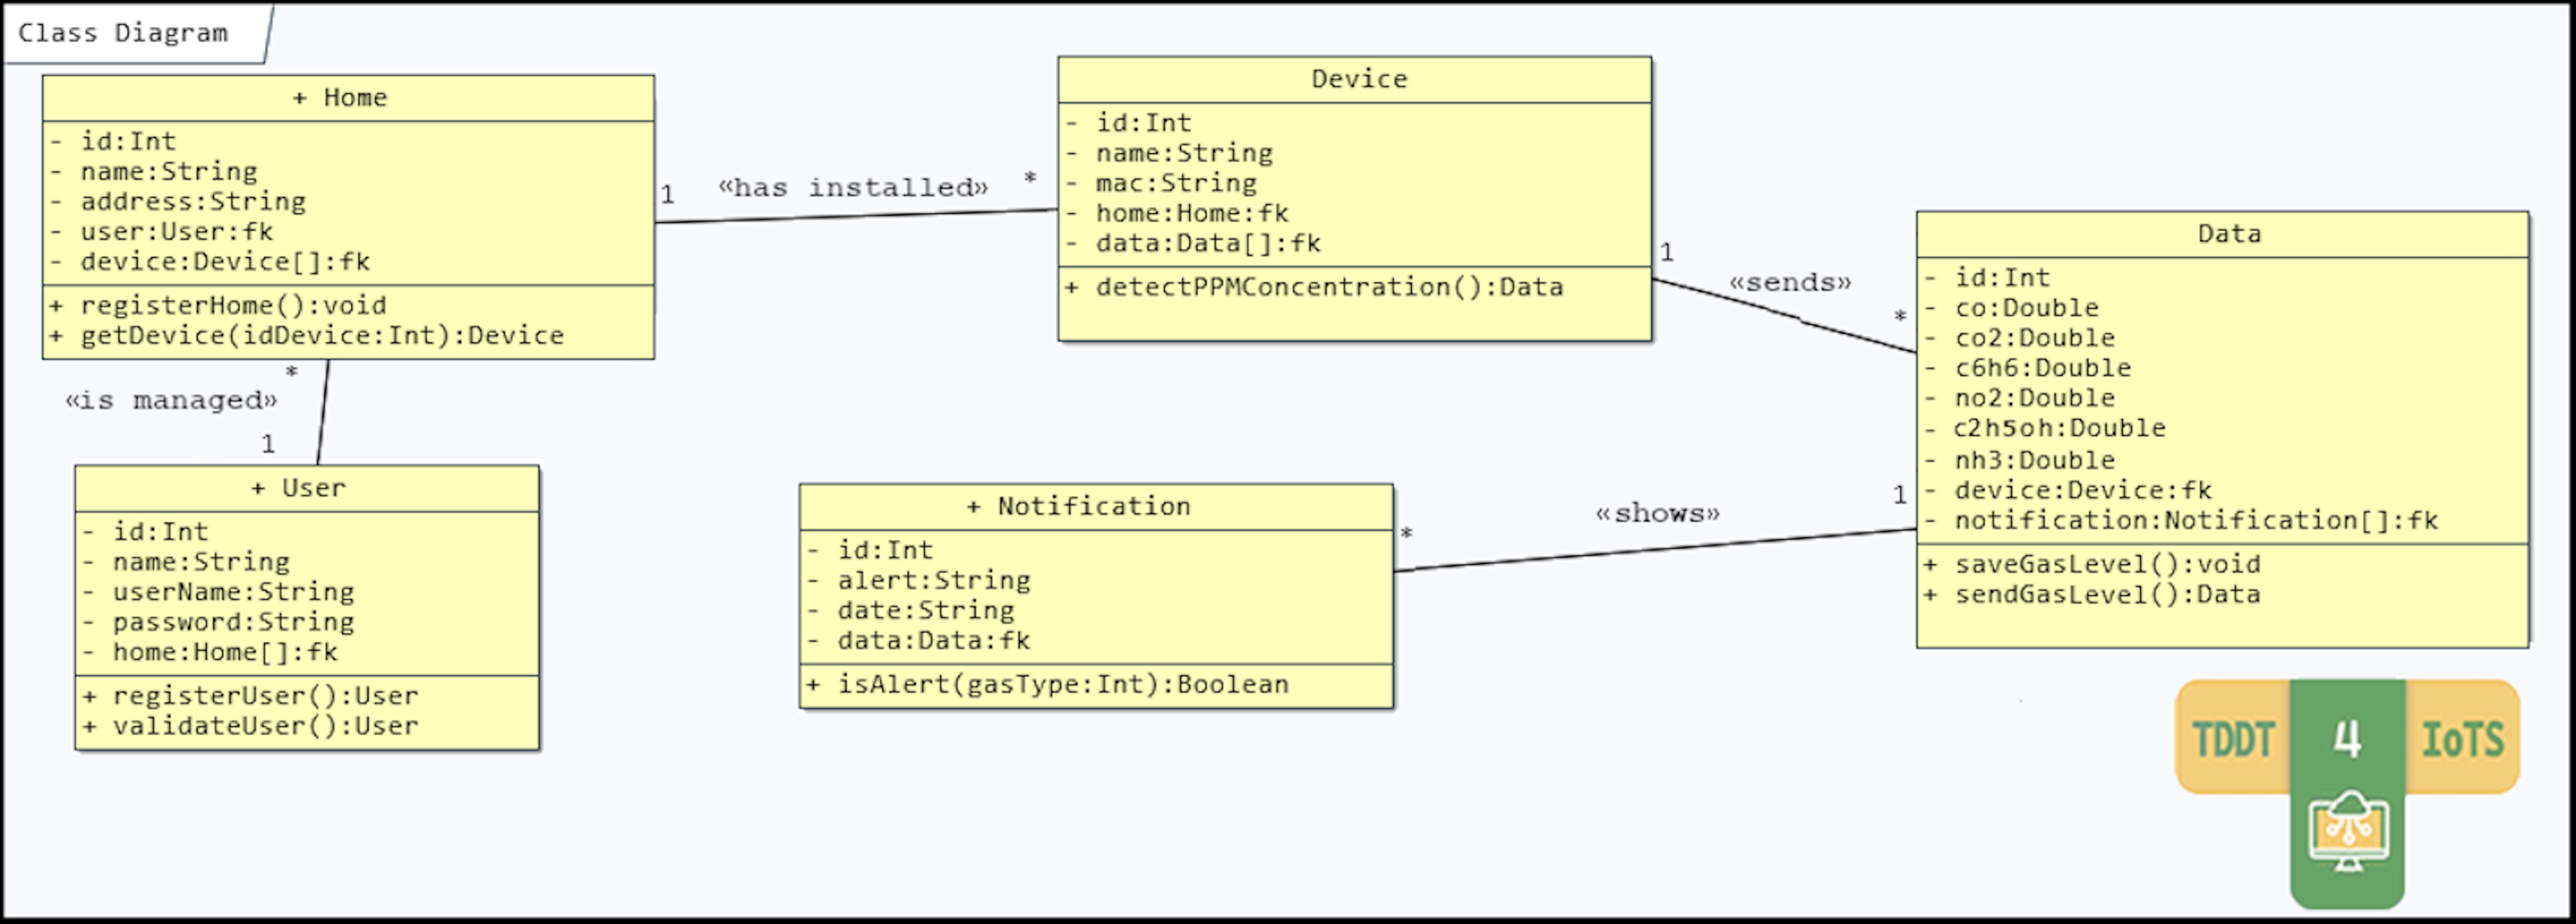 Class Diagram
+ Home
- id:Int
- name:String
- address:String
- user:User:fk
- device:Device[]:fk
+ registerHome():void
+ getDevice(idDevice:Int):Device
1 «has installed» *
Device
- id:Int
- name:String
- mac:String
- home:Home:fk
- data:Data[]:fk
+ detectPPMConcentration():Data
1
«sends»
*
Data
- id:Int
- co:Double
- co2:Double
- c6h6:Double
- no2:Double
- c2h5oh:Double
- nh3:Double
- device:Device:fk
- notification:Notification[]:fk
+ saveGasLevel():void
+ sendGasLevel():Data
*
«is managed»
1
+ User
- id:Int
- name:String
- userName:String
- password:String
- home:Home[]:fk
+ registerUser():User
+ validateUser():User
+ Notification
- id:Int
- alert:String
- date:String
- data:Data:fk
+ isAlert(gasType:Int):Boolean
*
«shows»
1
TDDT 4 IoTS